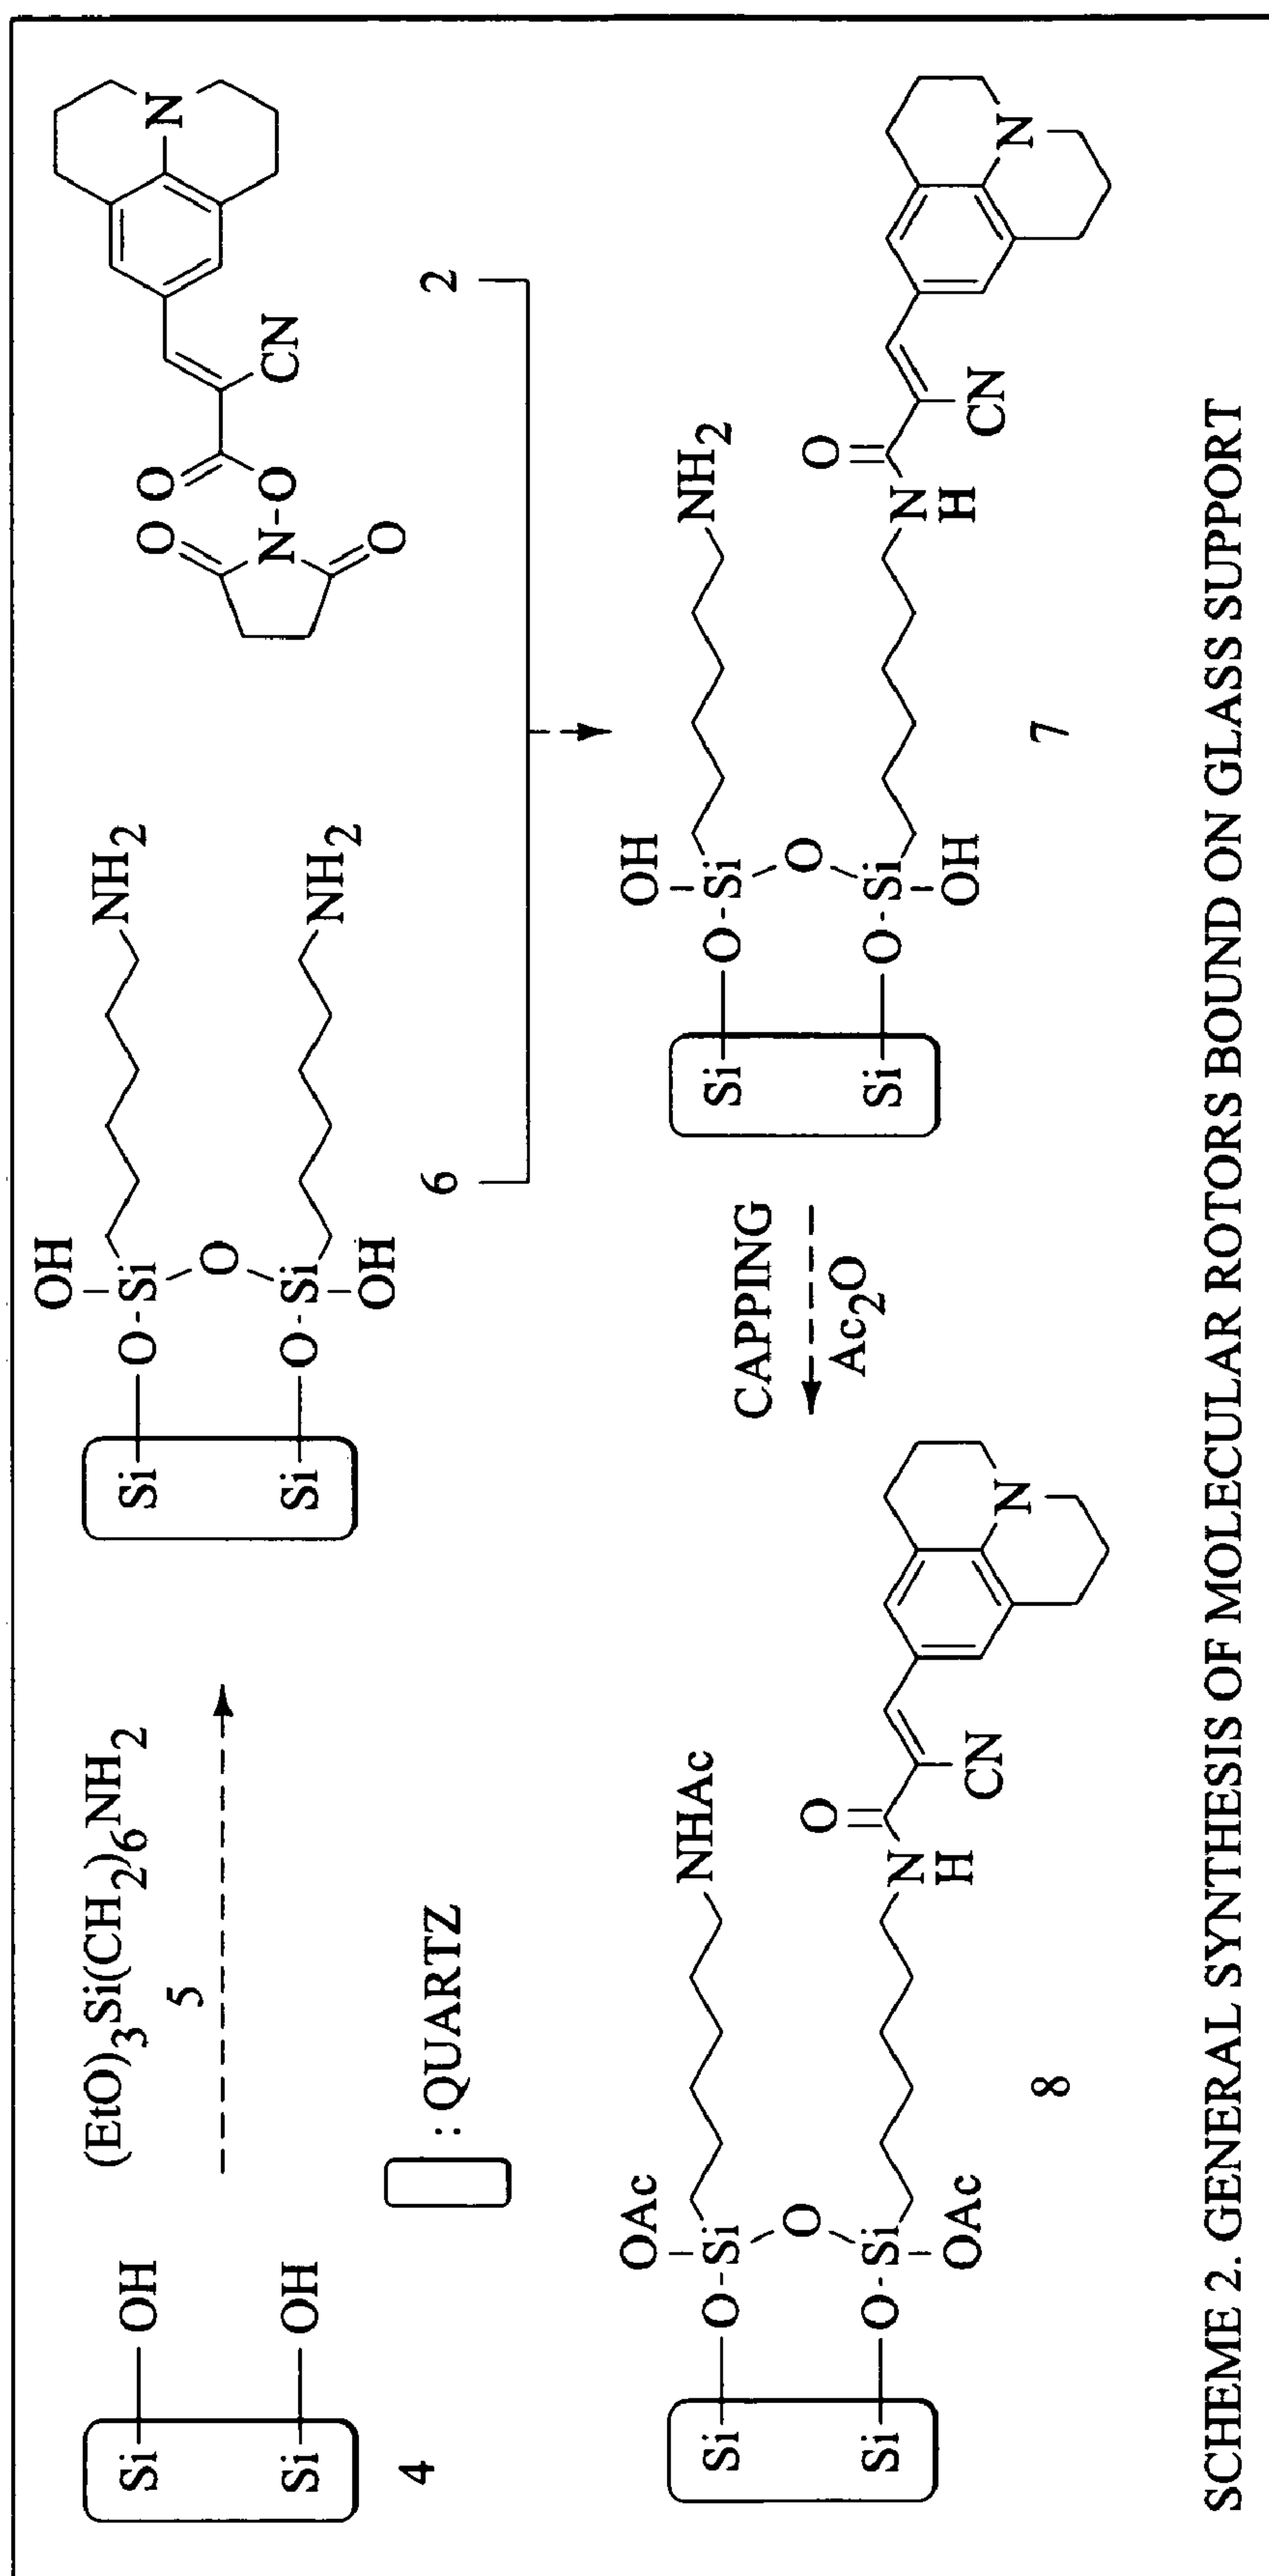 (EtO)3Si(CH2)6NH2
5
Si OH
Si OH
4
: QUARTZ
OH
Si O Si NH2
O
Si O Si NH2
OH
6
O O
N O CN N
O
2
CAPPING
Ac2O
OAc
Si O Si NHAc
O
Si O Si N H O CN N
OAc
8
OH
Si O Si NH2
O
Si O Si N H O CN N
OH
7
SCHEME 2. GENERAL SYNTHESIS OF MOLECULAR ROTORS BOUND ON GLASS SUPPORT